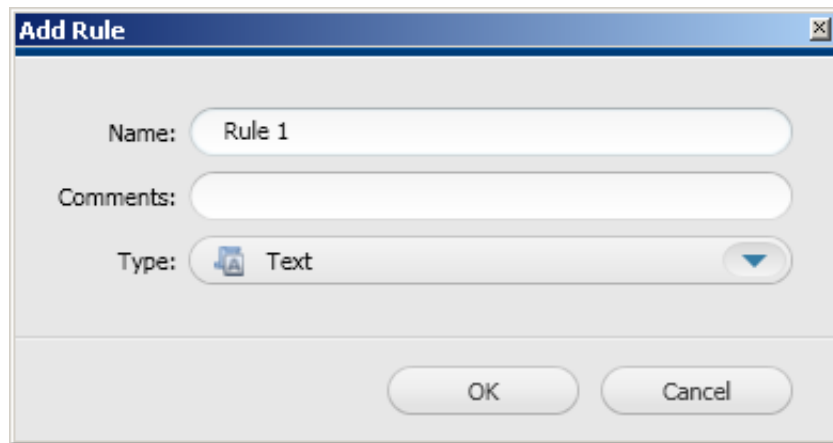 Add Rule
Name: Rule 1
Comments:
Type: Text
OK Cancel